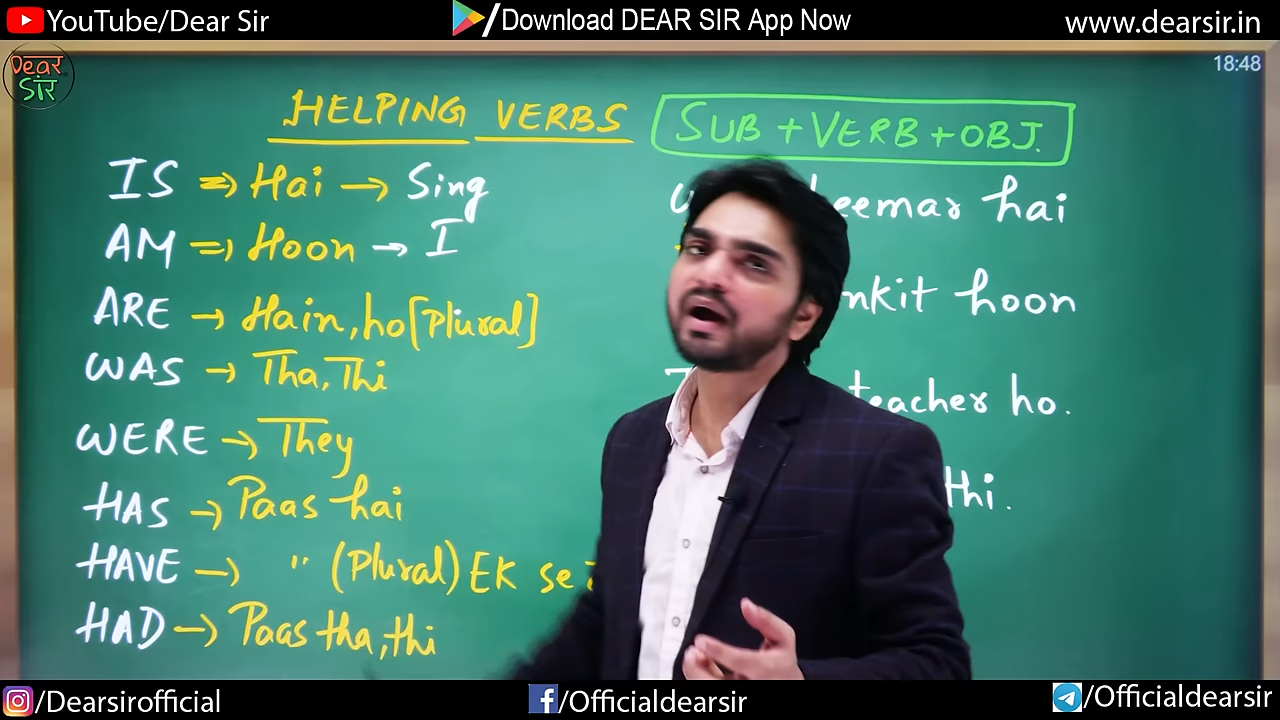 YouTube/Dear Sir
/Download DEAR SIR App Now
www.dearsir.in
Dear
Sir
18:48
HELPING VERBS
SUB + VERB + OBJ.
IS => Hai → Sing
AM => Hoon → I
ARE → Hain, ho [Plural]
WAS → Tha, Thi
WERE → They
HAS → Paas hai
HAVE → " (Plural) EK se
HAD → Paas tha, thi
eemar hai
nkit hoon
teacher ho.
thi.
/Dearsirofficial
/Officialdearsir
/Officialdearsir